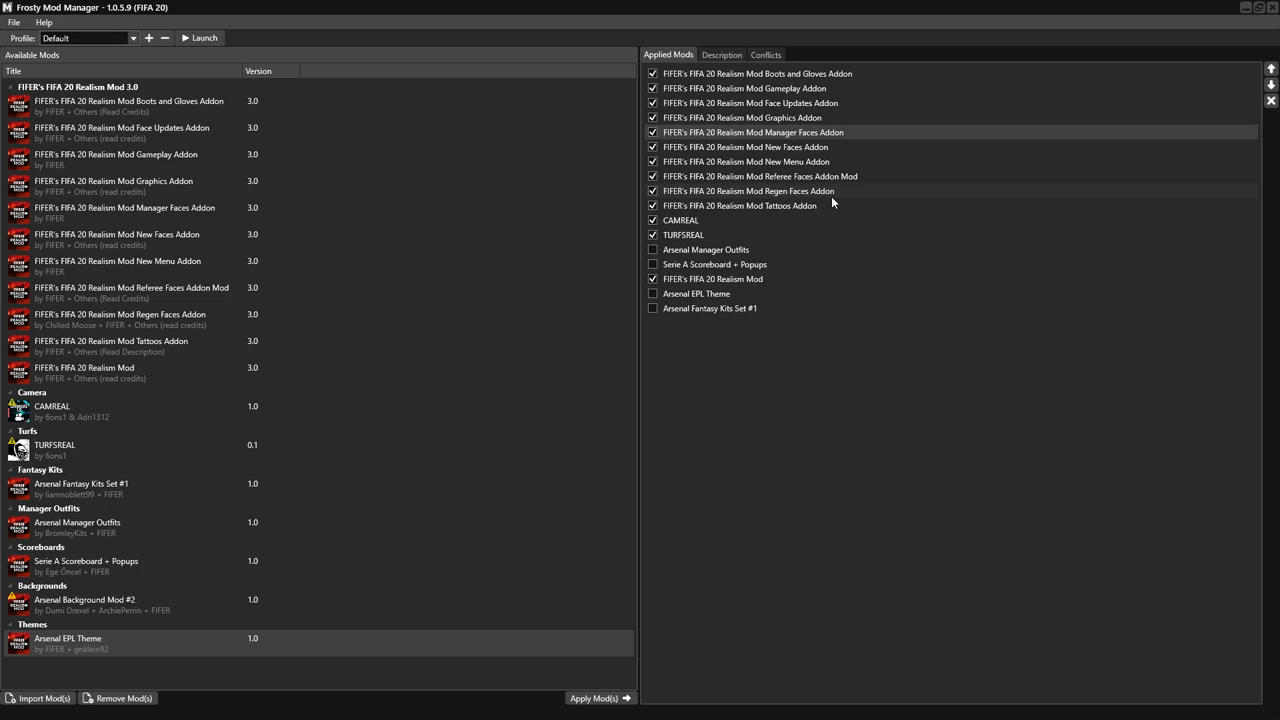 Frosty Mod Manager - 1.0.5.9 (FIFA 20)
File Help
Profile: Default Launch
Available Mods
Title Version
FIFER's FIFA 20 Realism Mod 3.0
FIFER's FIFA 20 Realism Mod Boots and Gloves Addon 3.0
by FIFER + Others (Read Credits)
FIFER's FIFA 20 Realism Mod Face Updates Addon 3.0
by FIFER + Others (read credits)
FIFER's FIFA 20 Realism Mod Gameplay Addon 3.0
by FIFER
FIFER's FIFA 20 Realism Mod Graphics Addon 3.0
by FIFER + Others (read credits)
FIFER's FIFA 20 Realism Mod Manager Faces Addon 3.0
by FIFER
FIFER's FIFA 20 Realism Mod New Faces Addon 3.0
by FIFER + Others (read credits)
FIFER's FIFA 20 Realism Mod New Menu Addon 3.0
by FIFER
FIFER's FIFA 20 Realism Mod Referee Faces Addon Mod 3.0
by FIFER + Others (Read Credits)
FIFER's FIFA 20 Realism Mod Regen Faces Addon 3.0
by Chilled Moose + FIFER + Others (read credits)
FIFER's FIFA 20 Realism Mod Tattoos Addon 3.0
by FIFER + Others (Read Description)
FIFER's FIFA 20 Realism Mod 3.0
by FIFER + Others (read credits)
Camera
CAMREAL 1.0
by 6ons1 & Adri1312
Turfs
TURFSREAL 0.1
by 6ons1
Fantasy Kits
Arsenal Fantasy Kits Set #1 1.0
by liamnoblett99 + FIFER
Manager Outfits
Arsenal Manager Outfits 1.0
by BromleyKits + FIFER
Scoreboards
Serie A Scoreboard + Popups 1.0
by Ege Öncel + FIFER
Backgrounds
Arsenal Background Mod #2 1.0
by Dumi Drexel + ArchiePerrin + FIFER
Themes
Arsenal EPL Theme 1.0
by FIFER + gnklein92
Import Mod(s) Remove Mod(s) Apply Mod(s)
Applied Mods Description Conflicts
FIFER's FIFA 20 Realism Mod Boots and Gloves Addon
FIFER's FIFA 20 Realism Mod Gameplay Addon
FIFER's FIFA 20 Realism Mod Face Updates Addon
FIFER's FIFA 20 Realism Mod Graphics Addon
FIFER's FIFA 20 Realism Mod Manager Faces Addon
FIFER's FIFA 20 Realism Mod New Faces Addon
FIFER's FIFA 20 Realism Mod New Menu Addon
FIFER's FIFA 20 Realism Mod Referee Faces Addon Mod
FIFER's FIFA 20 Realism Mod Regen Faces Addon
FIFER's FIFA 20 Realism Mod Tattoos Addon
CAMREAL
TURFSREAL
Arsenal Manager Outfits
Serie A Scoreboard + Popups
FIFER's FIFA 20 Realism Mod
Arsenal EPL Theme
Arsenal Fantasy Kits Set #1